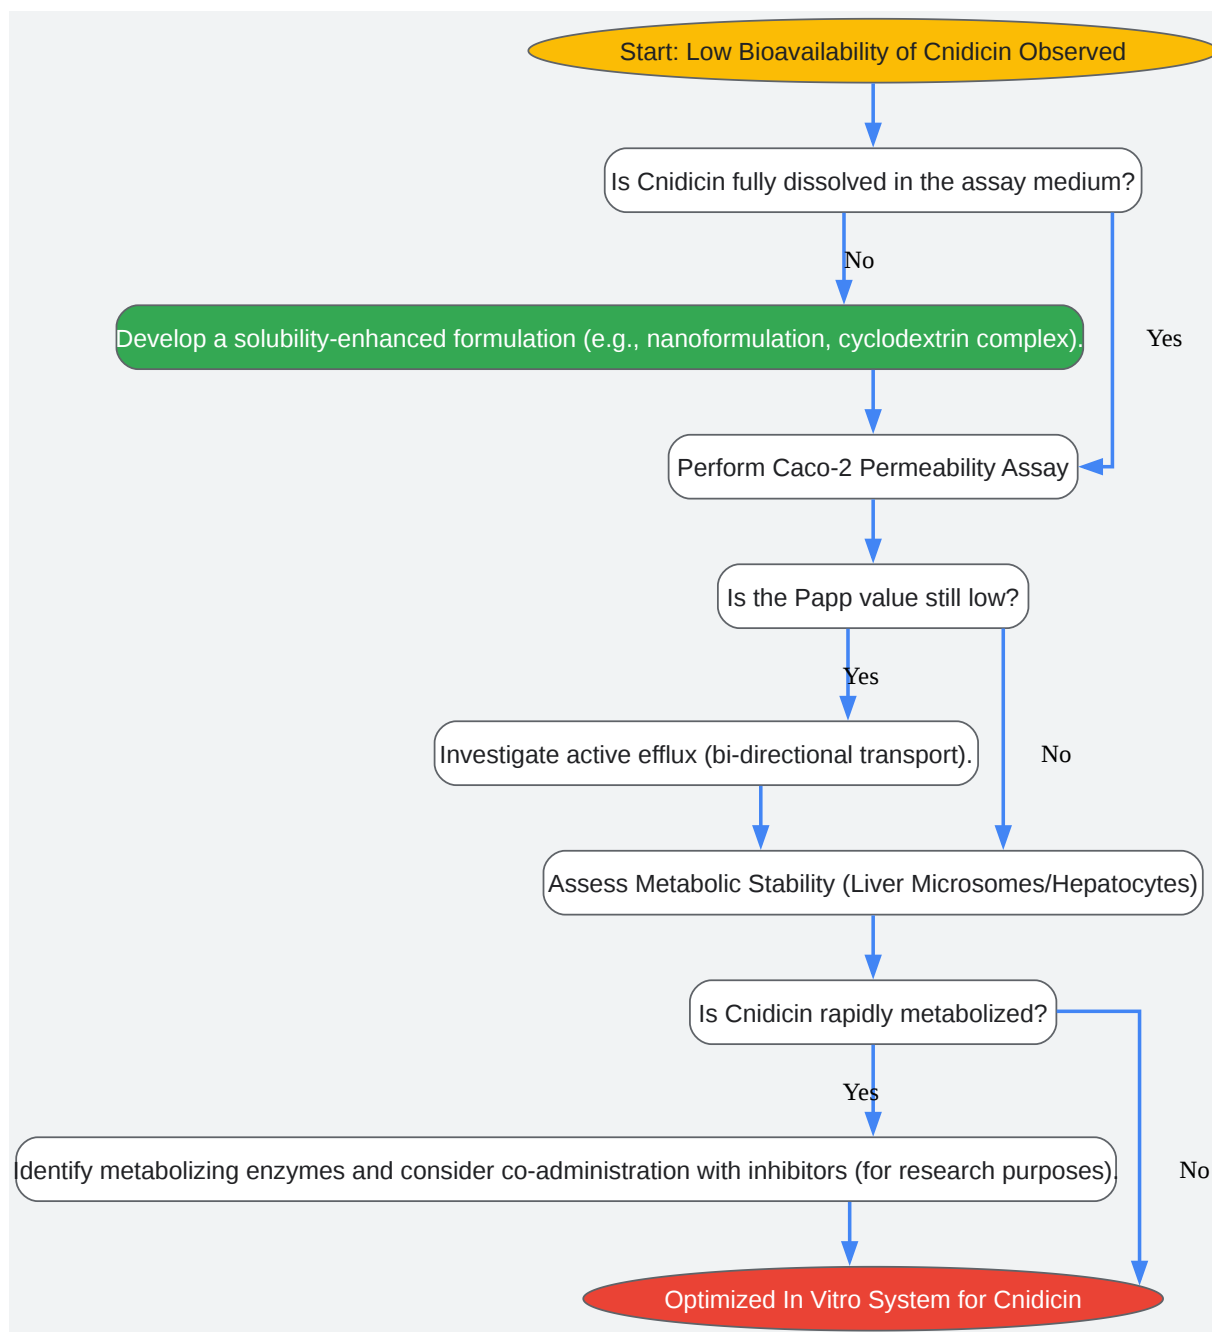 Start: Low Bioavailability of Cnidicin Observed
Is Cnidicin fully dissolved in the assay medium?
No
Develop a solubility-enhanced formulation (e.g., nanoformulation, cyclodextrin complex).
Yes
Perform Caco-2 Permeability Assay
Is the Papp value still low?
Yes
Investigate active efflux (bi-directional transport).
No
Assess Metabolic Stability (Liver Microsomes/Hepatocytes)
Is Cnidicin rapidly metabolized?
Yes
Identify metabolizing enzymes and consider co-administration with inhibitors (for research purposes).
No
Optimized In Vitro System for Cnidicin